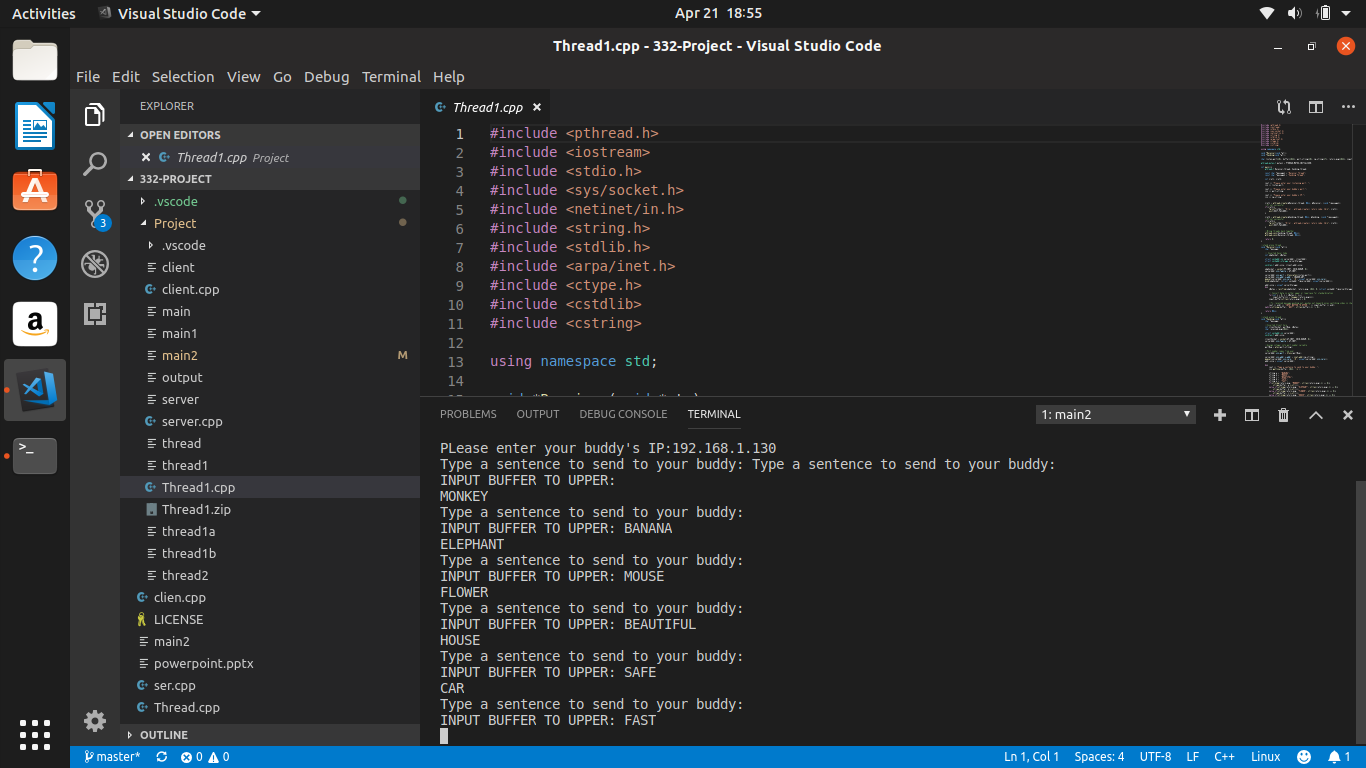 Activities Visual Studio Code Apr 21 18:55
Thread1.cpp - 332-Project - Visual Studio Code
File Edit Selection View Go Debug Terminal Help
EXPLORER
OPEN EDITORS
Thread1.cpp Project
332-PROJECT
.vscode
Project
.vscode
client
client.cpp
main
main1
main2 M
output
server
server.cpp
thread
thread1
Thread1.cpp
Thread1.zip
thread1a
thread1b
thread2
clien.cpp
LICENSE
main2
powerpoint.pptx
ser.cpp
Thread.cpp
OUTLINE
3
a
>_
?
Thread1.cpp
1 #include <pthread.h>
2 #include <iostream>
3 #include <stdio.h>
4 #include <sys/socket.h>
5 #include <netinet/in.h>
6 #include <string.h>
7 #include <stdlib.h>
8 #include <arpa/inet.h>
9 #include <ctype.h>
10 #include <cstdlib>
11 #include <cstring>
12
13 using namespace std;
14
PROBLEMS OUTPUT DEBUG CONSOLE TERMINAL 1: main2
PLease enter your buddy's IP:192.168.1.130
Type a sentence to send to your buddy: Type a sentence to send to your buddy:
INPUT BUFFER TO UPPER:
MONKEY
Type a sentence to send to your buddy:
INPUT BUFFER TO UPPER: BANANA
ELEPHANT
Type a sentence to send to your buddy:
INPUT BUFFER TO UPPER: MOUSE
FLOWER
Type a sentence to send to your buddy:
INPUT BUFFER TO UPPER: BEAUTIFUL
HOUSE
Type a sentence to send to your buddy:
INPUT BUFFER TO UPPER: SAFE
CAR
Type a sentence to send to your buddy:
INPUT BUFFER TO UPPER: FAST
master* 0 0 Ln 1, Col 1 Spaces: 4 UTF-8 LF C++ Linux 1